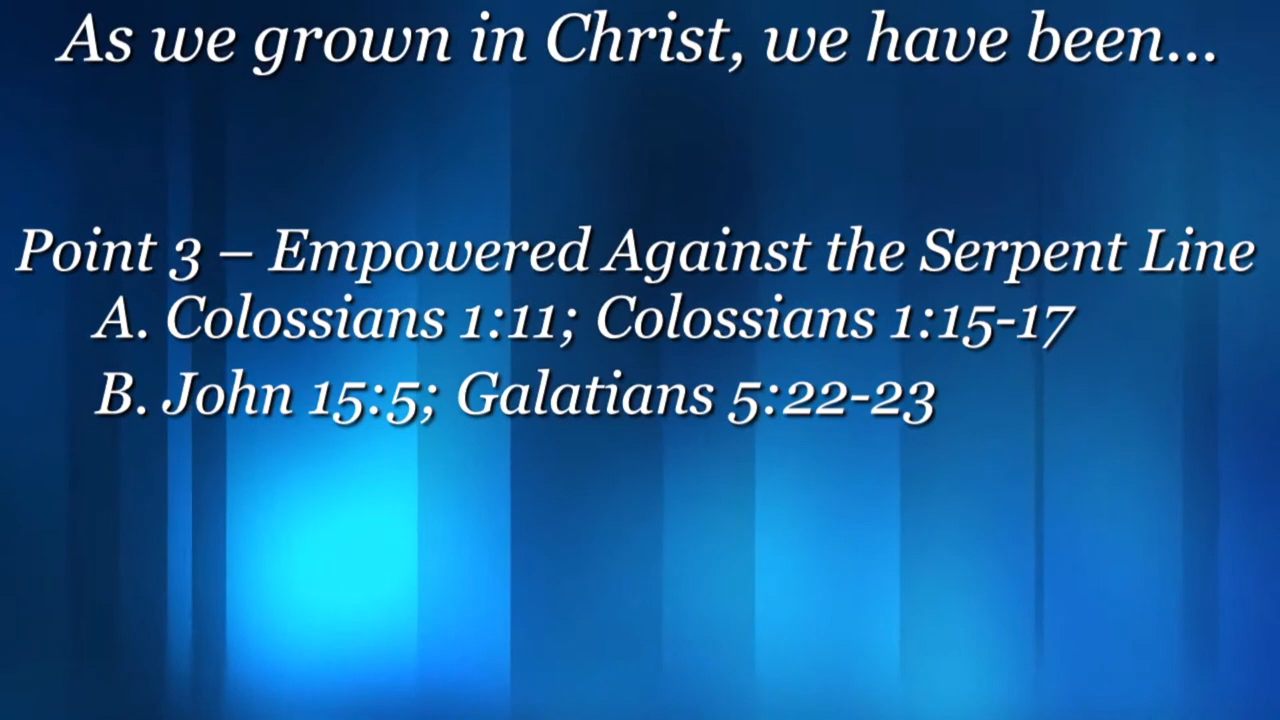 As we grown in Christ, we have been...
Point 3 – Empowered Against the Serpent Line
A. Colossians 1:11; Colossians 1:15-17
B. John 15:5; Galatians 5:22-23